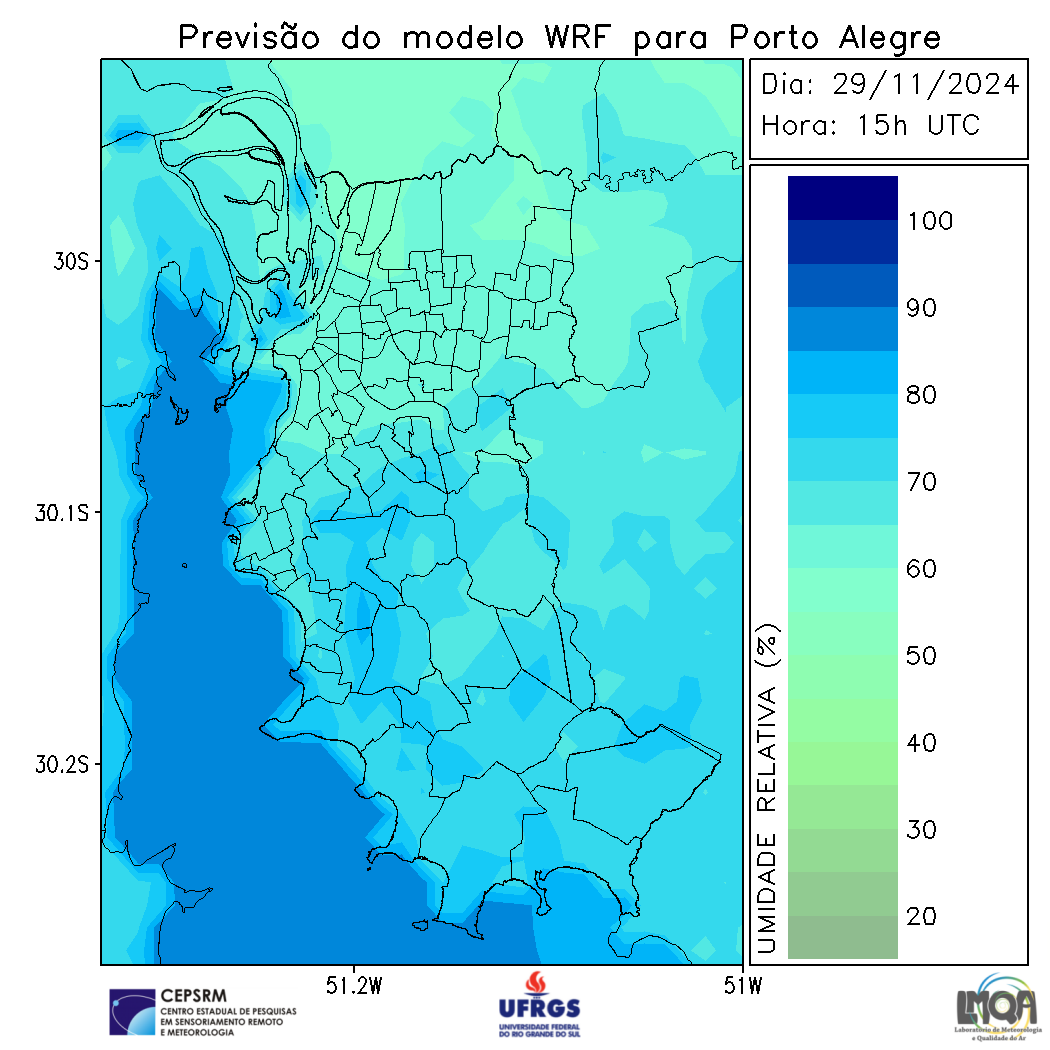 Previsão do modelo WRF para Porto Alegre
Dia: 29/11/2024
Hora: 15h UTC
30S
30.1S
30.2S
51.2W
51W
100
90
80
70
60
50
40
30
20
UMIDADE RELATIVA (%)
CEPSRM
CENTRO ESTADUAL DE PESQUISAS
EM SENSORIAMENTO REMOTO
E METEOROLOGIA
UFRGS
UNIVERSIDADE FEDERAL
DO RIO GRANDE DO SUL
LMQA
Laboratório de Meteorologia
e Qualidade do Ar